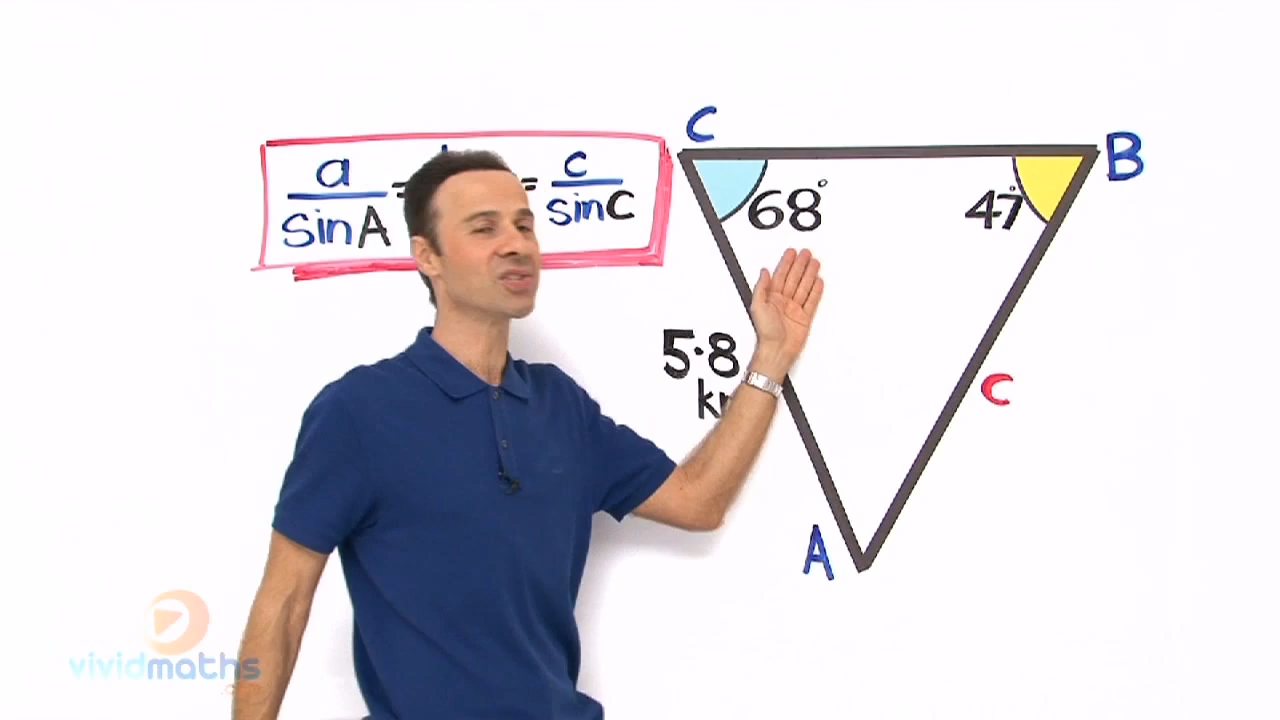 C
B
a = = c
sinA sinC
68° 47°
5.8
c
A
vividmaths